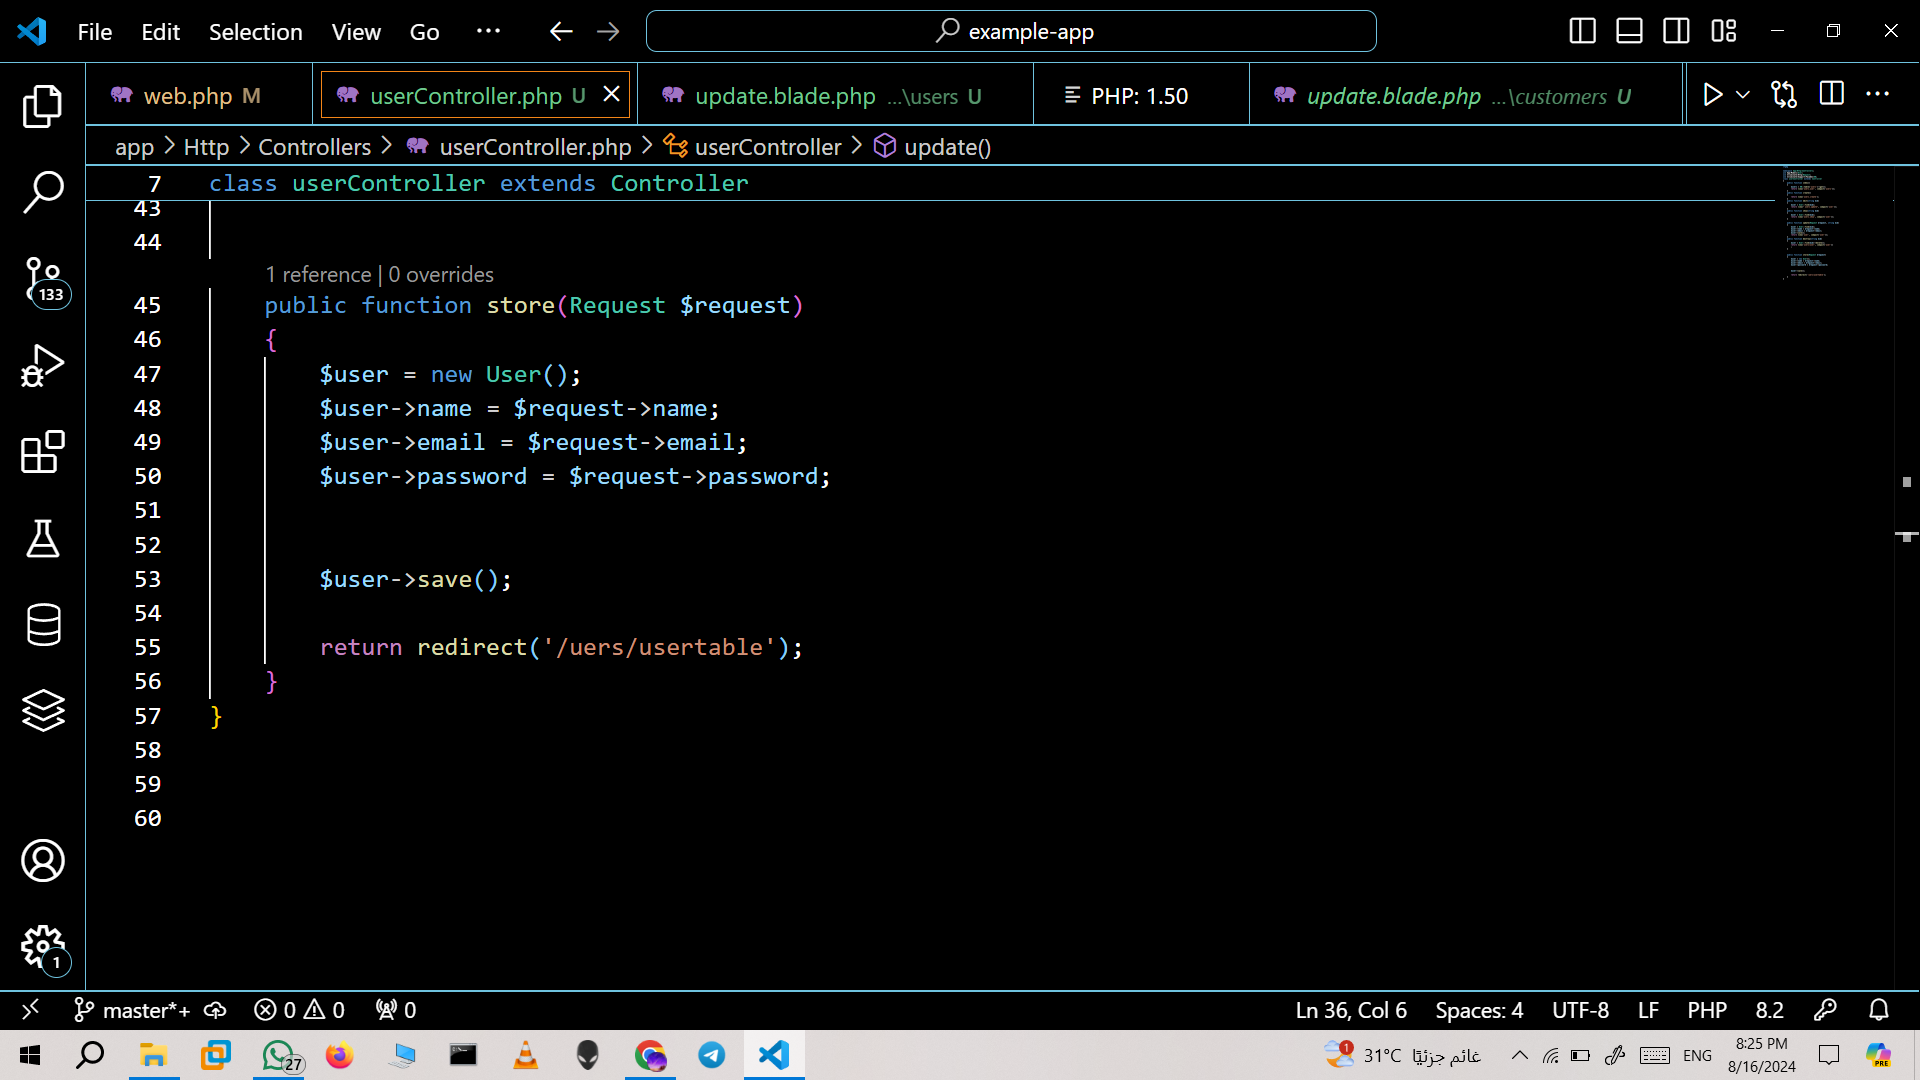 File Edit Selection View Go ··· example-app
web.php M userController.php U update.blade.php ...\users U PHP: 1.50 update.blade.php ...\customers U
app > Http > Controllers > userController.php > userController > update()
7 class userController extends Controller
43
44
1 reference | 0 overrides
45 public function store(Request $request)
46 {
47 $user = new User();
48 $user->name = $request->name;
49 $user->email = $request->email;
50 $user->password = $request->password;
51
52
53 $user->save();
54
55 return redirect('/uers/usertable');
56 }
57 }
58
59
60
133
1
master*+ 0 0 0 Ln 36, Col 6 Spaces: 4 UTF-8 LF PHP 8.2
27 1 31°C غائم جزئيًا ENG 8:25 PM
8/16/2024
PRE